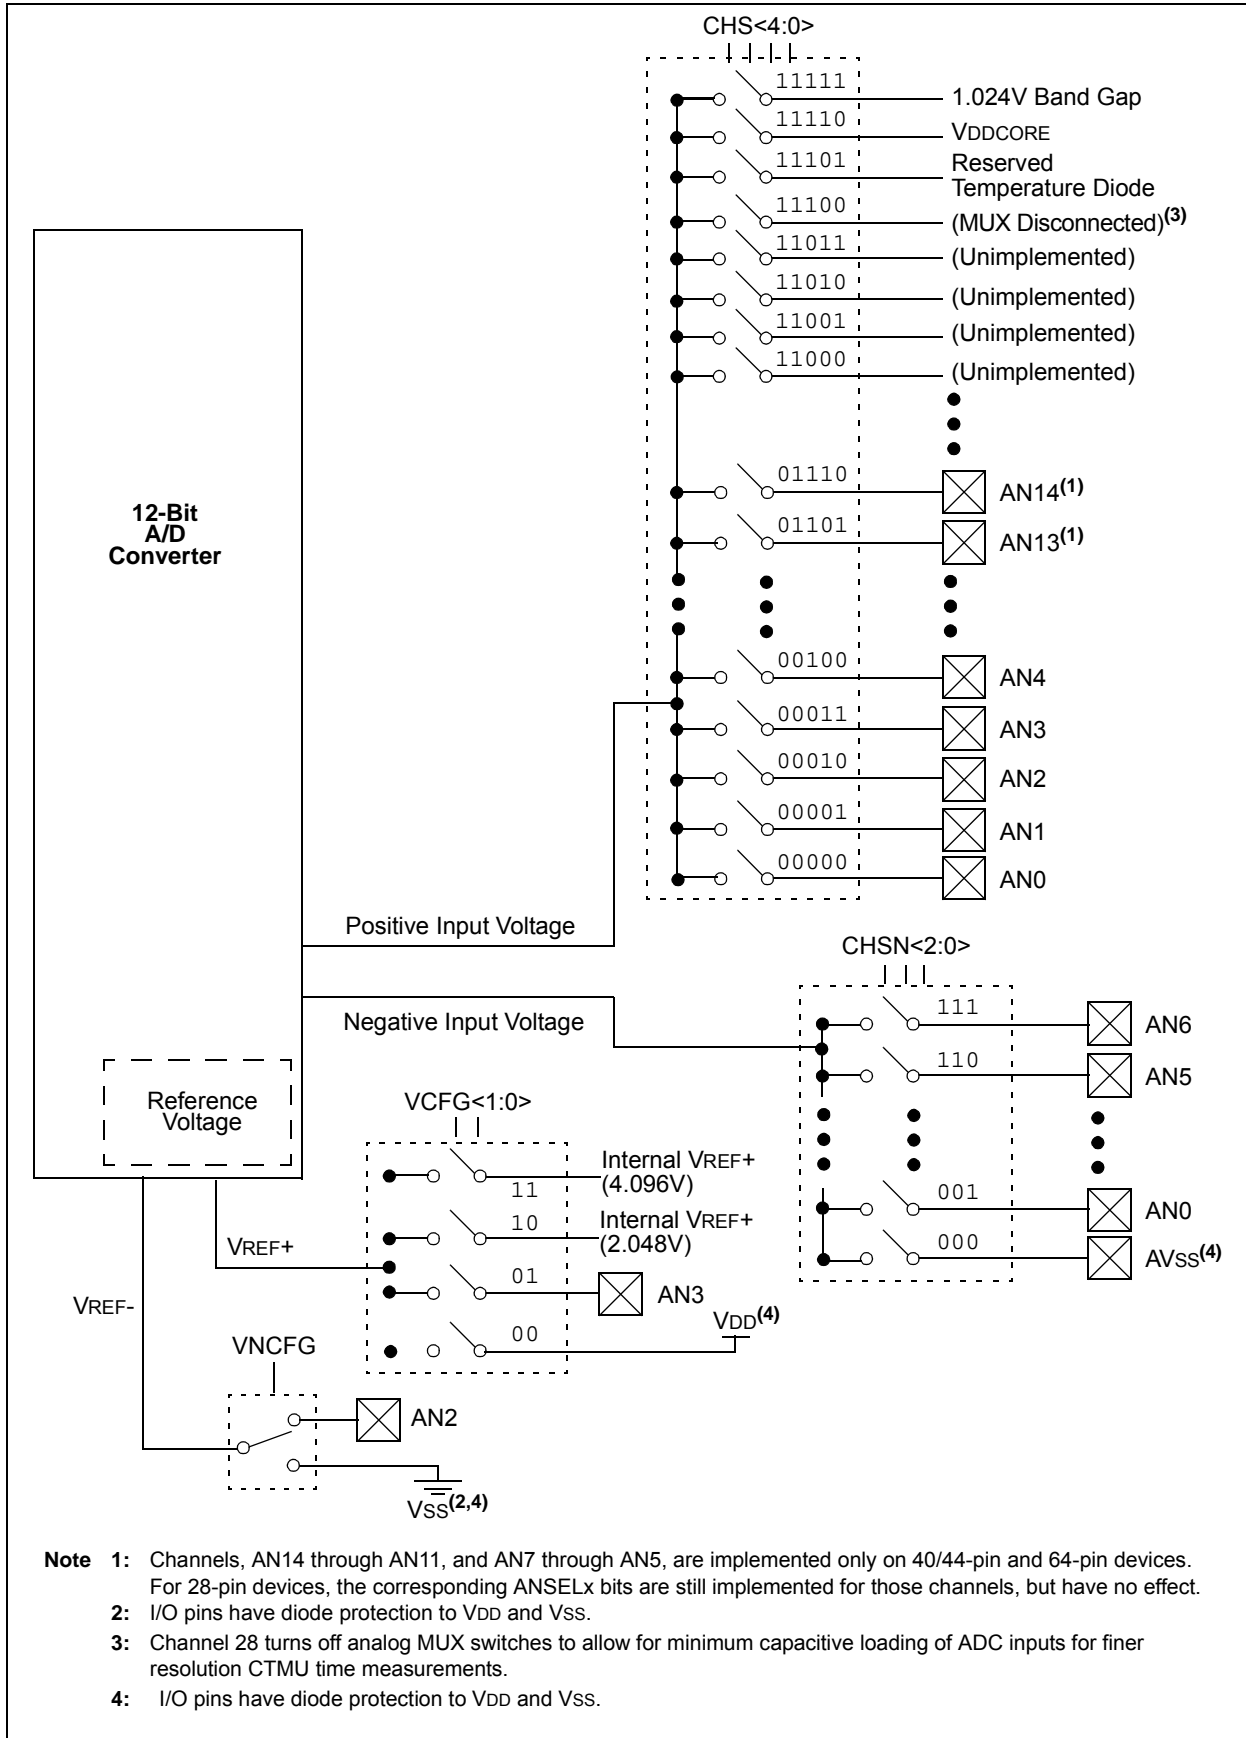 CHS<4:0>
11111
1.024V Band Gap
11110
VDDCORE
11101
Reserved
Temperature Diode
11100
(MUX Disconnected)(3)
11011
(Unimplemented)
11010
(Unimplemented)
11001
(Unimplemented)
11000
(Unimplemented)
01110
AN14(1)
01101
AN13(1)
12-Bit
A/D
Converter
00100
AN4
00011
AN3
00010
AN2
00001
AN1
00000
AN0
Positive Input Voltage
CHSN<2:0>
Negative Input Voltage
111
AN6
110
AN5
Reference
Voltage
VCFG<1:0>
11
Internal VREF+
(4.096V)
10
Internal VREF+
(2.048V)
001
AN0
000
AVSS(4)
VREF+
01
AN3
VREF-
VDD(4)
00
VNCFG
AN2
VSS(2,4)
Note 1: Channels, AN14 through AN11, and AN7 through AN5, are implemented only on 40/44-pin and 64-pin devices.
For 28-pin devices, the corresponding ANSELx bits are still implemented for those channels, but have no effect.
2: I/O pins have diode protection to VDD and VSS.
3: Channel 28 turns off analog MUX switches to allow for minimum capacitive loading of ADC inputs for finer
resolution CTMU time measurements.
4: I/O pins have diode protection to VDD and VSS.